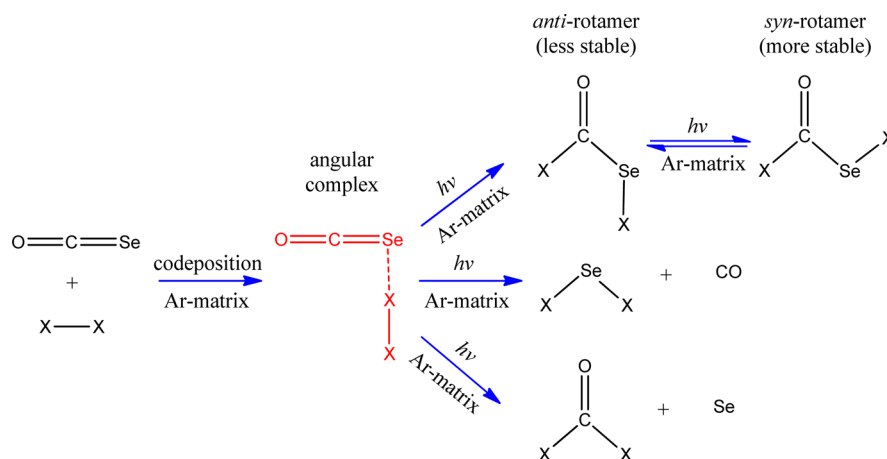 anti-rotamer
(less stable)
syn-rotamer
(more stable)
O
C
X
Se
X
hν
Ar-matrix
O
C
X
Se
X
angular
complex
hν
Ar-matrix
O C Se
+
X X
codeposition
Ar-matrix
O C Se
X
X
hν
Ar-matrix
Se
X X
+
CO
hν
Ar-matrix
O
C
X X
+
Se